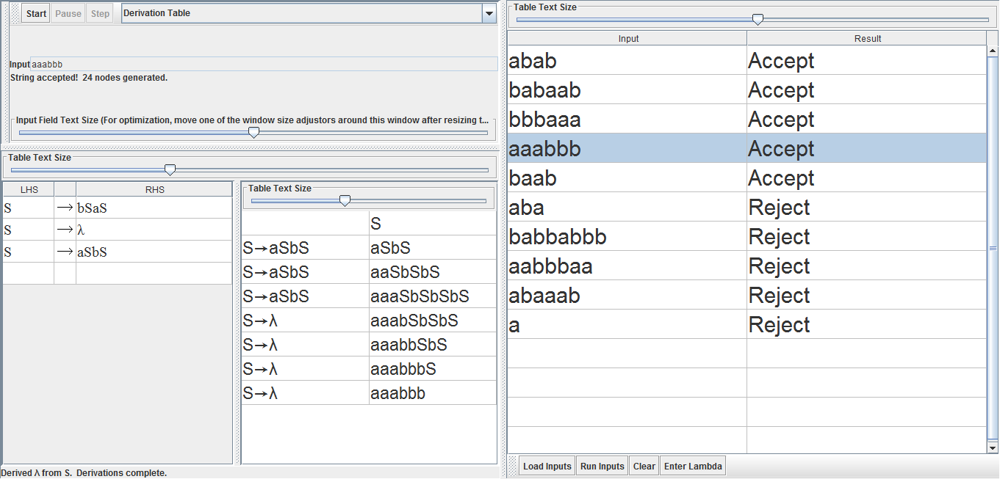 Start Pause Step Derivation Table
Input aaabbb
String accepted! 24 nodes generated.
Input Field Text Size (For optimization, move one of the window size adjustors around this window after resizing t...
Table Text Size
LHS RHS
S → bSaS
S → λ
S → aSbS
Table Text Size
S
S→aSbS aSbS
S→aSbS aaSbSbS
S→aSbS aaaSbSbSbS
S→λ aaabSbSbS
S→λ aaabbSbS
S→λ aaabbbS
S→λ aaabbb
Derived λ from S. Derivations complete.
Table Text Size
Input Result
abab Accept
babaab Accept
bbbaaa Accept
aaabbb Accept
baab Accept
aba Reject
babbabbb Reject
aabbbaa Reject
abaaab Reject
a Reject
Load Inputs Run Inputs Clear Enter Lambda